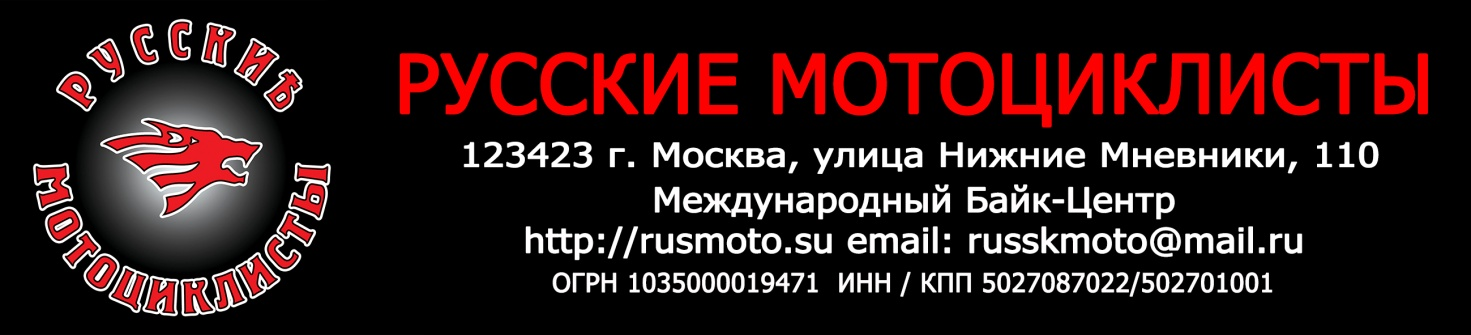 РУССКИѢ
МОТОЦИКЛИСТЫ
РУССКИЕ МОТОЦИКЛИСТЫ
123423 г. Москва, улица Нижние Мневники, 110
Международный Байк-Центр
http://rusmoto.su email: russkmoto@mail.ru
ОГРН 1035000019471 ИНН / КПП 5027087022/502701001